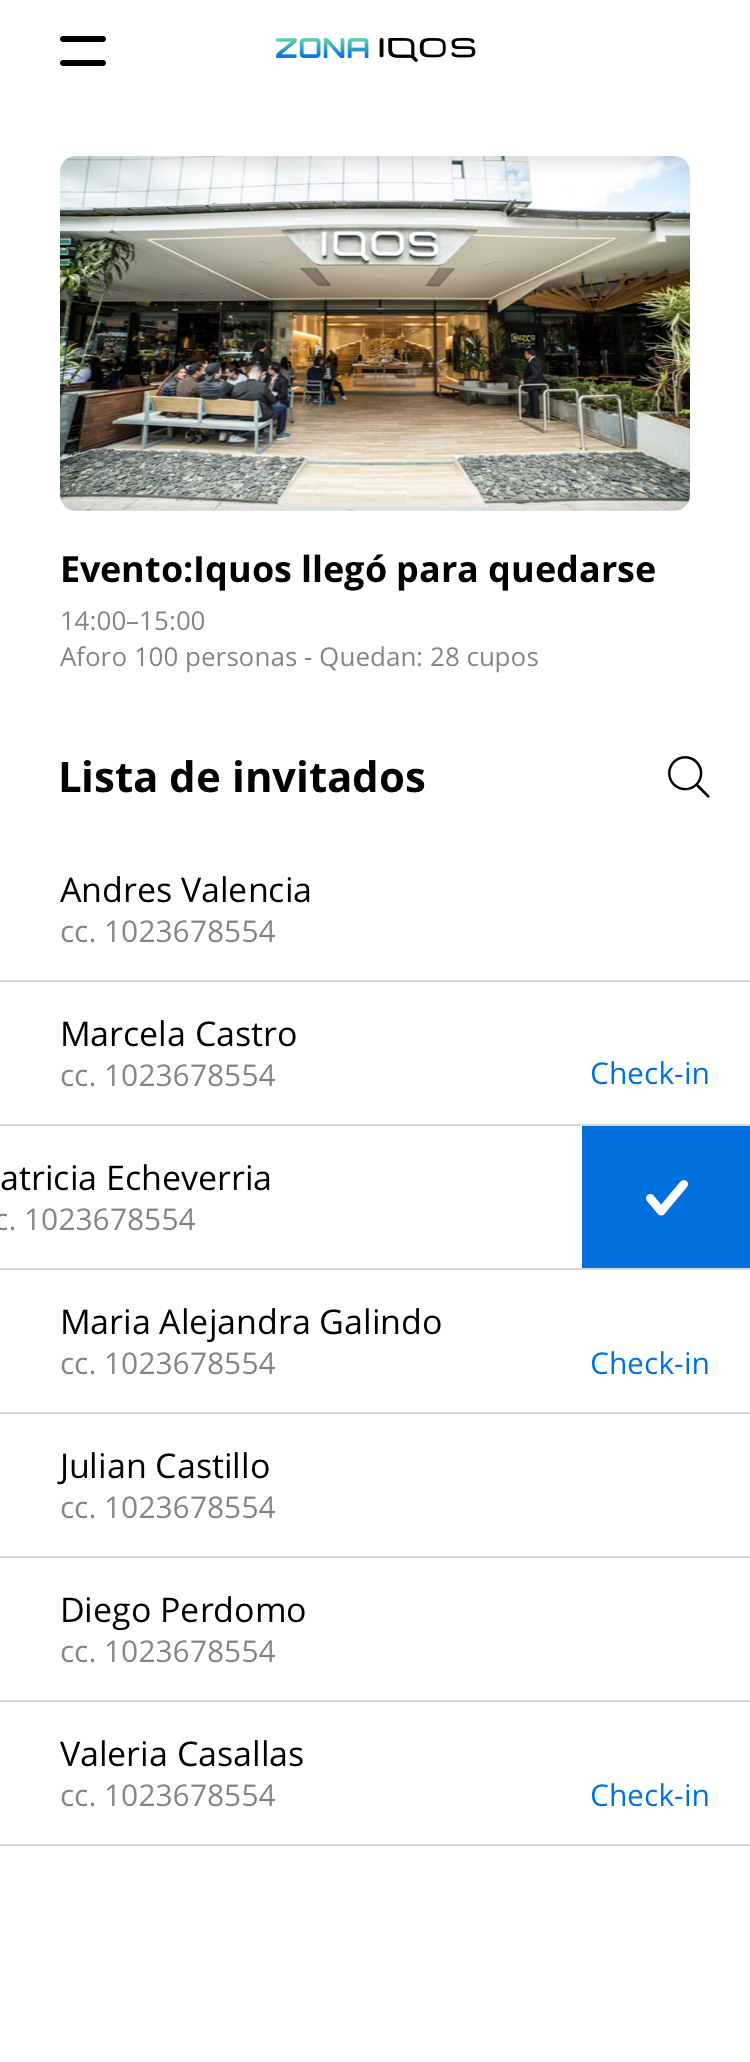 ZONA IQOS
IQOS
Evento:Iquos llegó para quedarse
14:00–15:00
Aforo 100 personas - Quedan: 28 cupos
Lista de invitados
Andres Valencia
cc. 1023678554
Marcela Castro
cc. 1023678554
Check-in
atricia Echeverria
c. 1023678554
Maria Alejandra Galindo
cc. 1023678554
Check-in
Julian Castillo
cc. 1023678554
Diego Perdomo
cc. 1023678554
Valeria Casallas
cc. 1023678554
Check-in